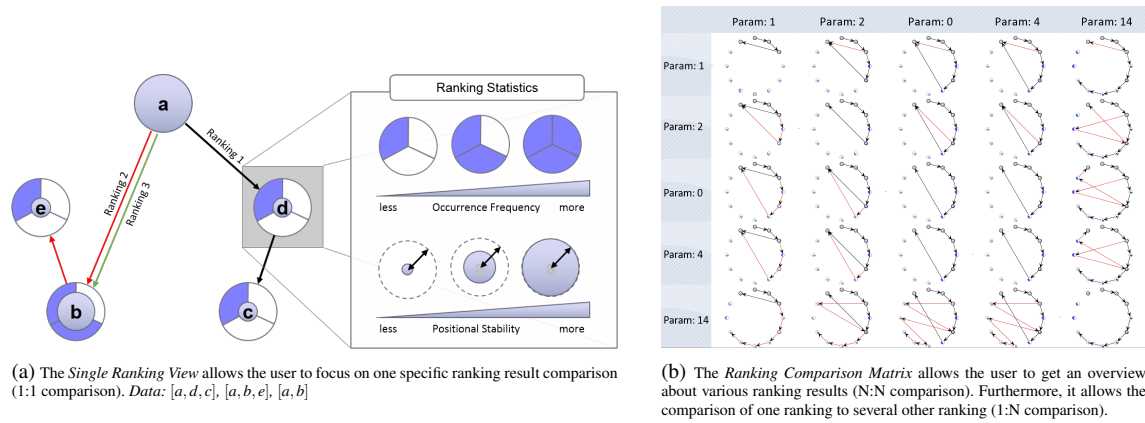 a
Ranking 1
Ranking 2
Ranking 3
e
d
b
c
Ranking Statistics
less Occurrence Frequency more
less Positional Stability more
(a) The Single Ranking View allows the user to focus on one specific ranking result comparison
(1:1 comparison). Data: [a,d,c], [a,b,e], [a,b]
Param: 1 Param: 2 Param: 0 Param: 4 Param: 14
Param: 1
Param: 2
Param: 0
Param: 4
Param: 14
(b) The Ranking Comparison Matrix allows the user to get an overview
about various ranking results (N:N comparison). Furthermore, it allows the
comparison of one ranking to several other ranking (1:N comparison).